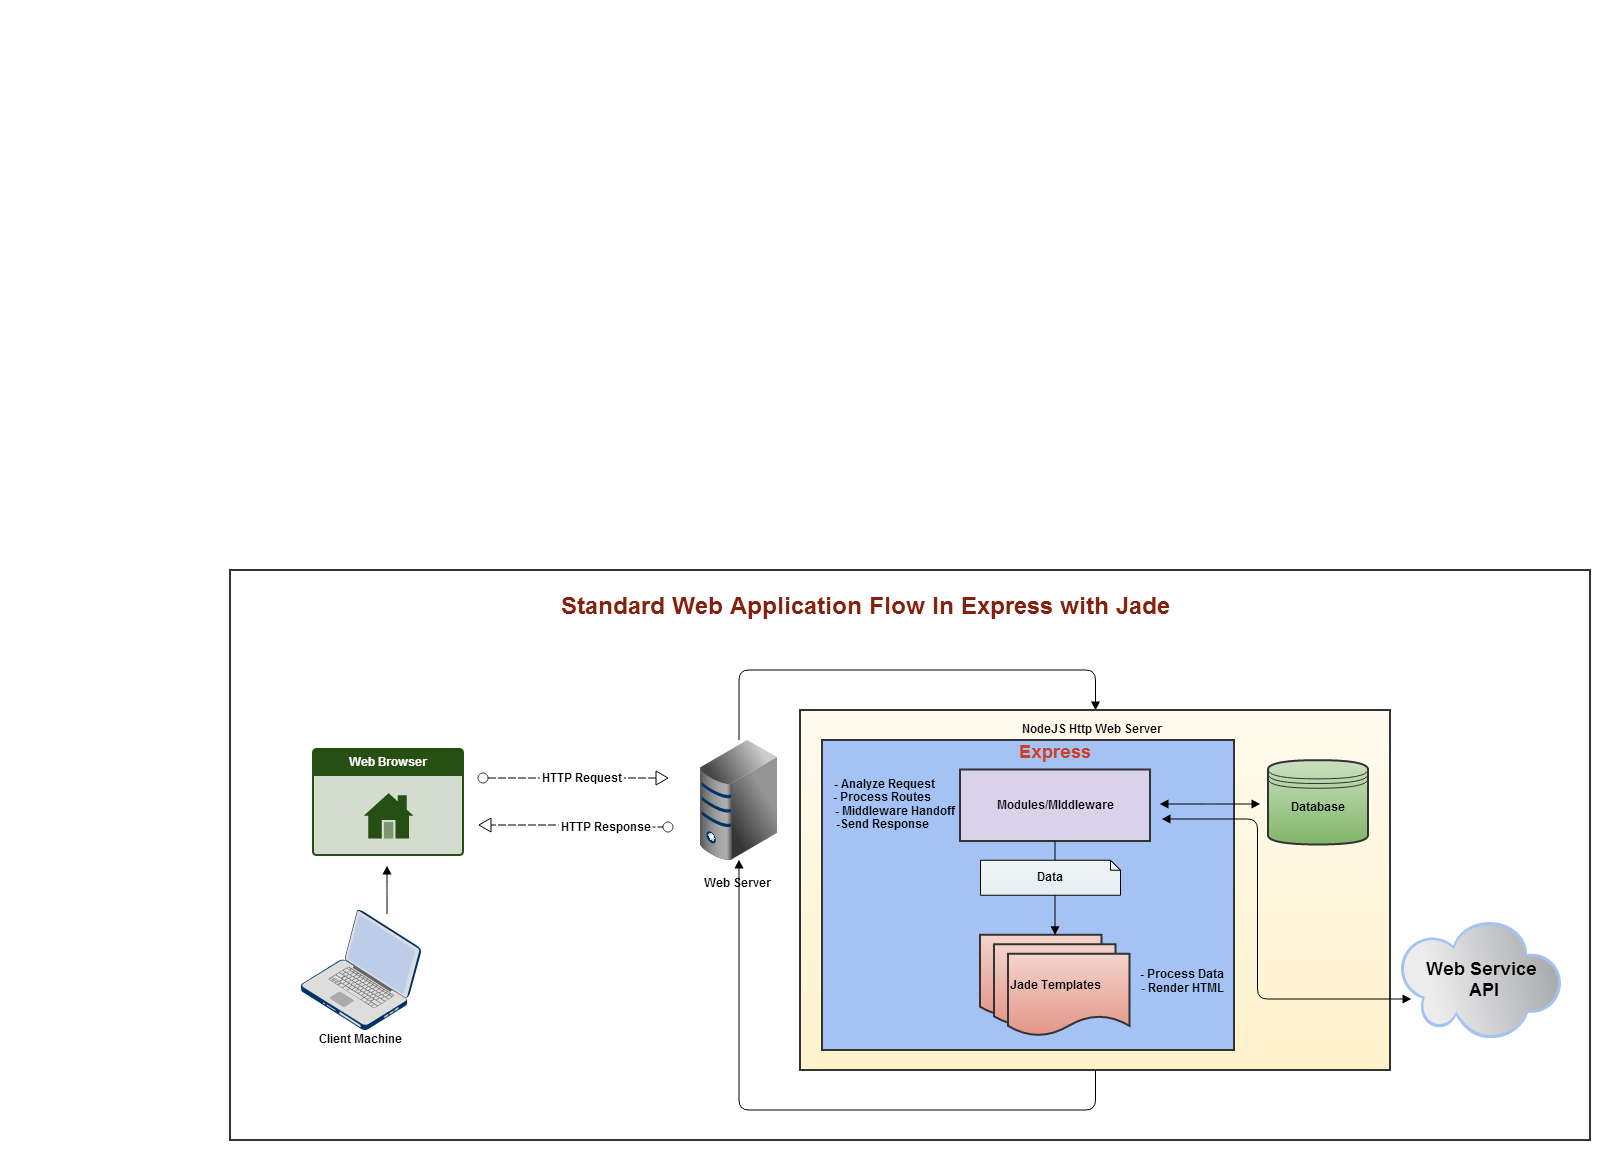 Standard Web Application Flow In Express with Jade
NodeJS Http Web Server
Express
Web Browser
HTTP Request
HTTP Response
Web Server
Client Machine
- Analyze Request
- Process Routes
- Middleware Handoff
-Send Response
Modules/MIddleware
Database
Data
Jade Templates
- Process Data
- Render HTML
Web Service
API